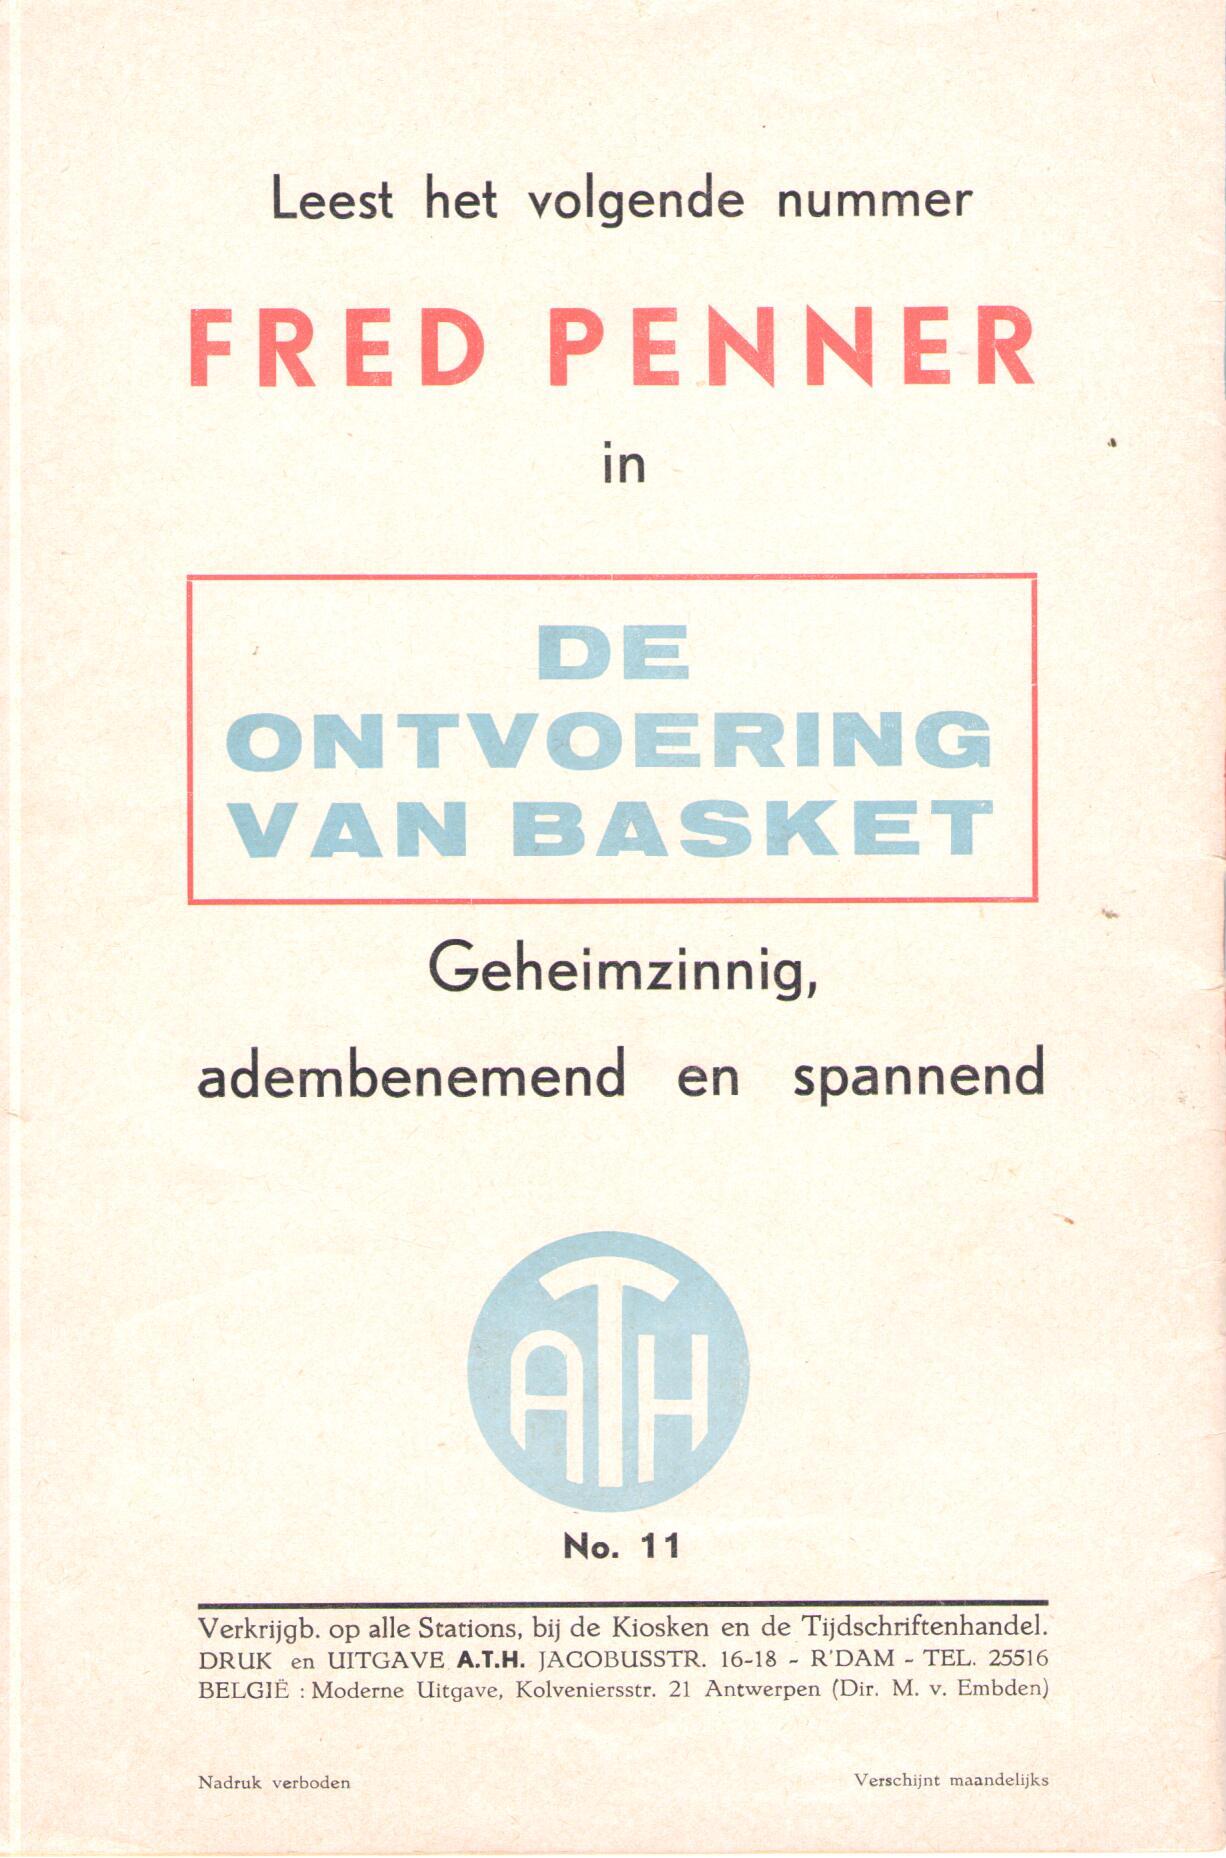 Leest het volgende nummer
FRED PENNER
in
DE
ONTVOERING
VAN BASKET
Geheimzinnig,
adembenemend en spannend
ATH
No. 11
Verkrijgb. op alle Stations, bij de Kiosken en de Tijdschriftenhandel.
DRUK en UITGAVE A.T.H. JACOBUSSTR. 16-18 - R'DAM - TEL. 25516
BELGIË : Moderne Uitgave, Kolveniersstr. 21 Antwerpen (Dir. M. v. Embden)
Nadruk verboden
Verschijnt maandelijks